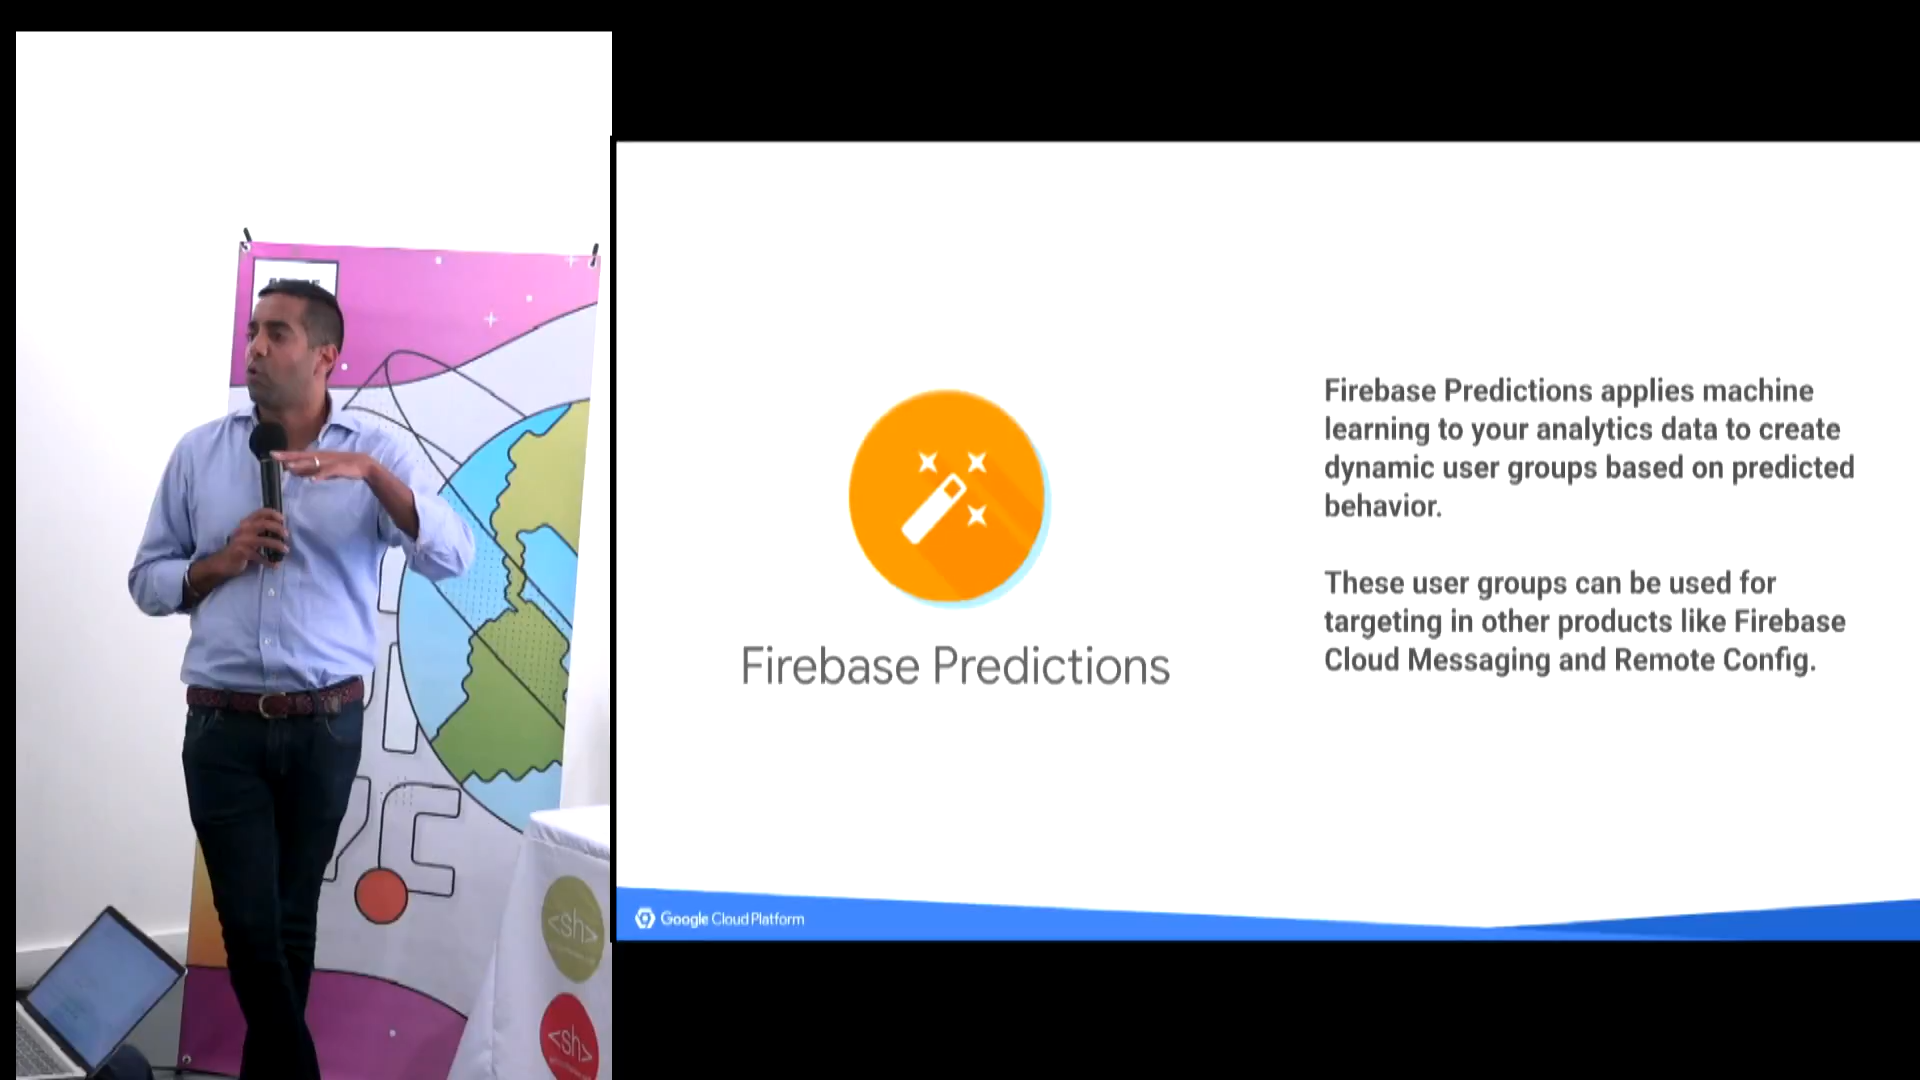 Firebase Predictions applies machine
learning to your analytics data to create
dynamic user groups based on predicted
behavior.
These user groups can be used for
targeting in other products like Firebase
Cloud Messaging and Remote Config.
Firebase Predictions
Google Cloud Platform
<sh>
<sh>